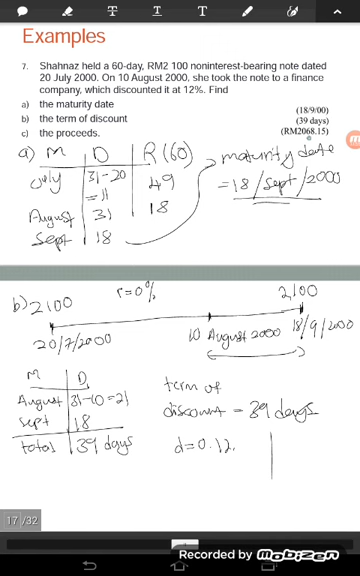 Examples
7. Shahnaz held a 60-day, RM2 100 noninterest-bearing note dated
20 July 2000. On 10 August 2000, she took the note to a finance
company, which discounted it at 12%. Find
a) the maturity date (18/9/00)
b) the term of discount (39 days)
c) the proceeds. (RM2068.15)
a) M D R (60)
July 31-20 49
=11
August 31 18
Sept 18
maturity date
= 18/Sept/2000
b) 2100 r=0% 2,100
20/7/2000 10 August 2000 18/9/2000
M D
August 31-10=21
Sept 18
total 39 days
term of
discount = 39 days
d=0.12.
17 /32
Recorded by Mobizen